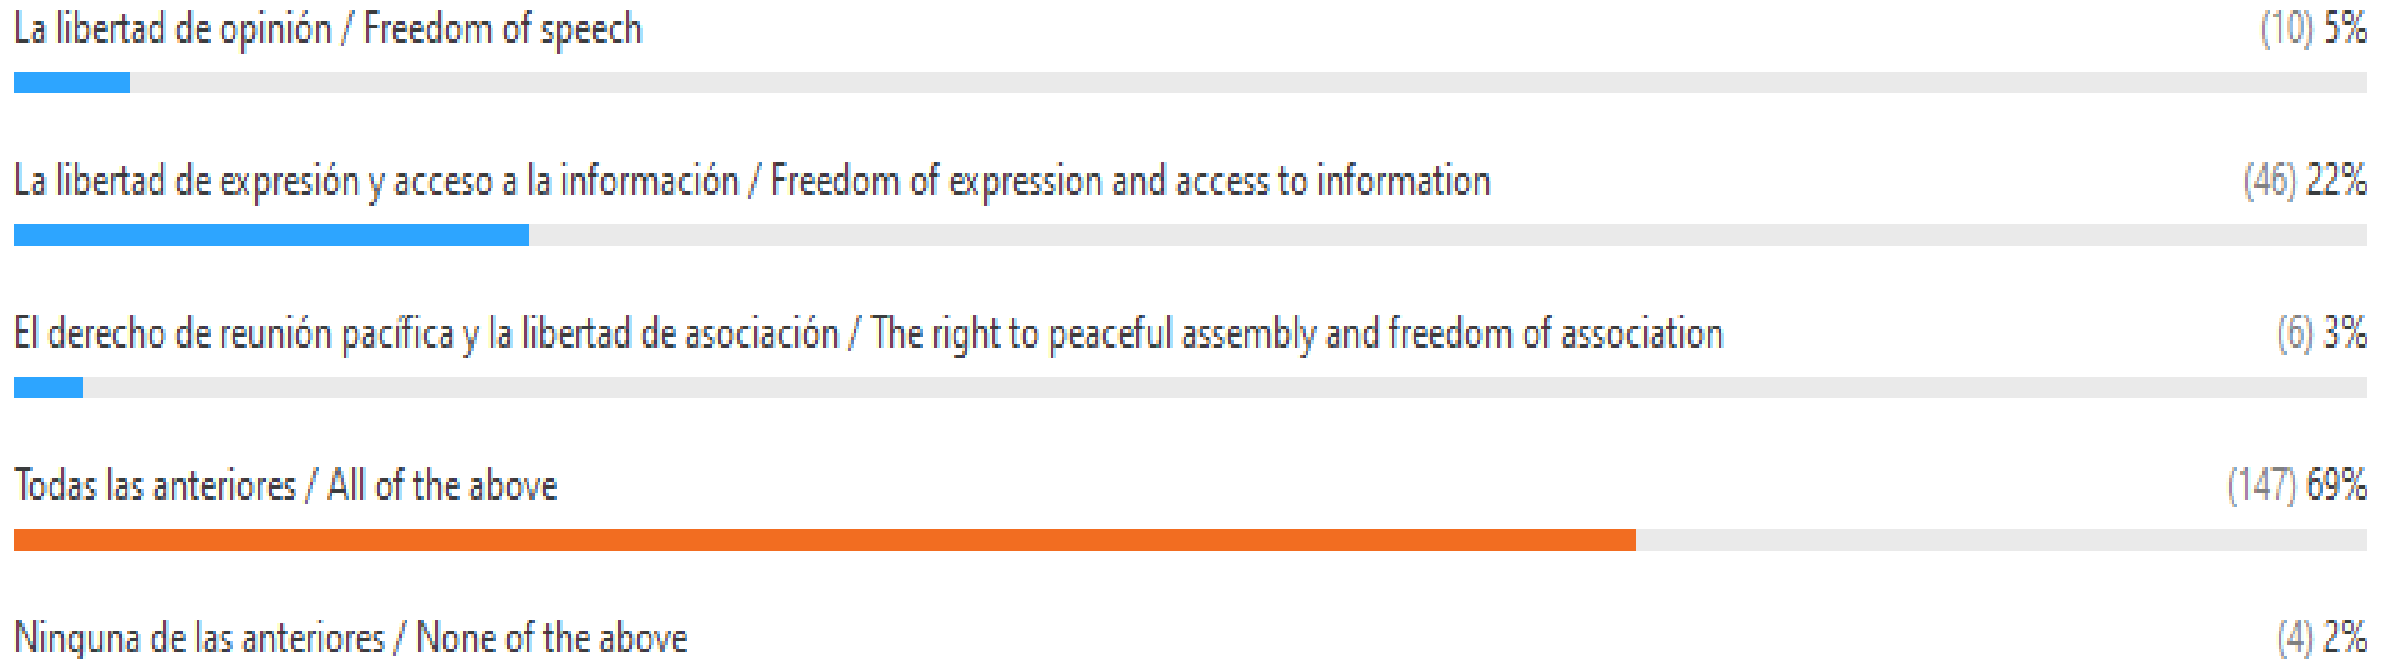 La libertad de opinión / Freedom of speech (10) 5%
La libertad de expresión y acceso a la información / Freedom of expression and access to information (46) 22%
El derecho de reunión pacífica y la libertad de asociación / The right to peaceful assembly and freedom of association (6) 3%
Todas las anteriores / All of the above (147) 69%
Ninguna de las anteriores / None of the above (4) 2%